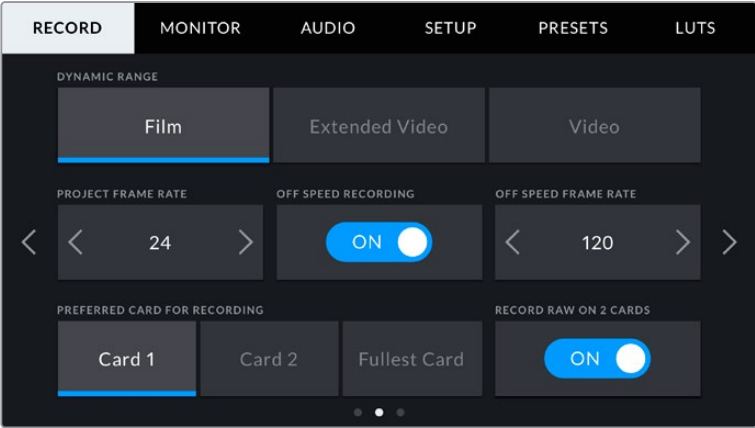 RECORD MONITOR AUDIO SETUP PRESETS LUTS
DYNAMIC RANGE
Film Extended Video Video
PROJECT FRAME RATE OFF SPEED RECORDING OFF SPEED FRAME RATE
24 ON 120
PREFERRED CARD FOR RECORDING RECORD RAW ON 2 CARDS
Card 1 Card 2 Fullest Card ON